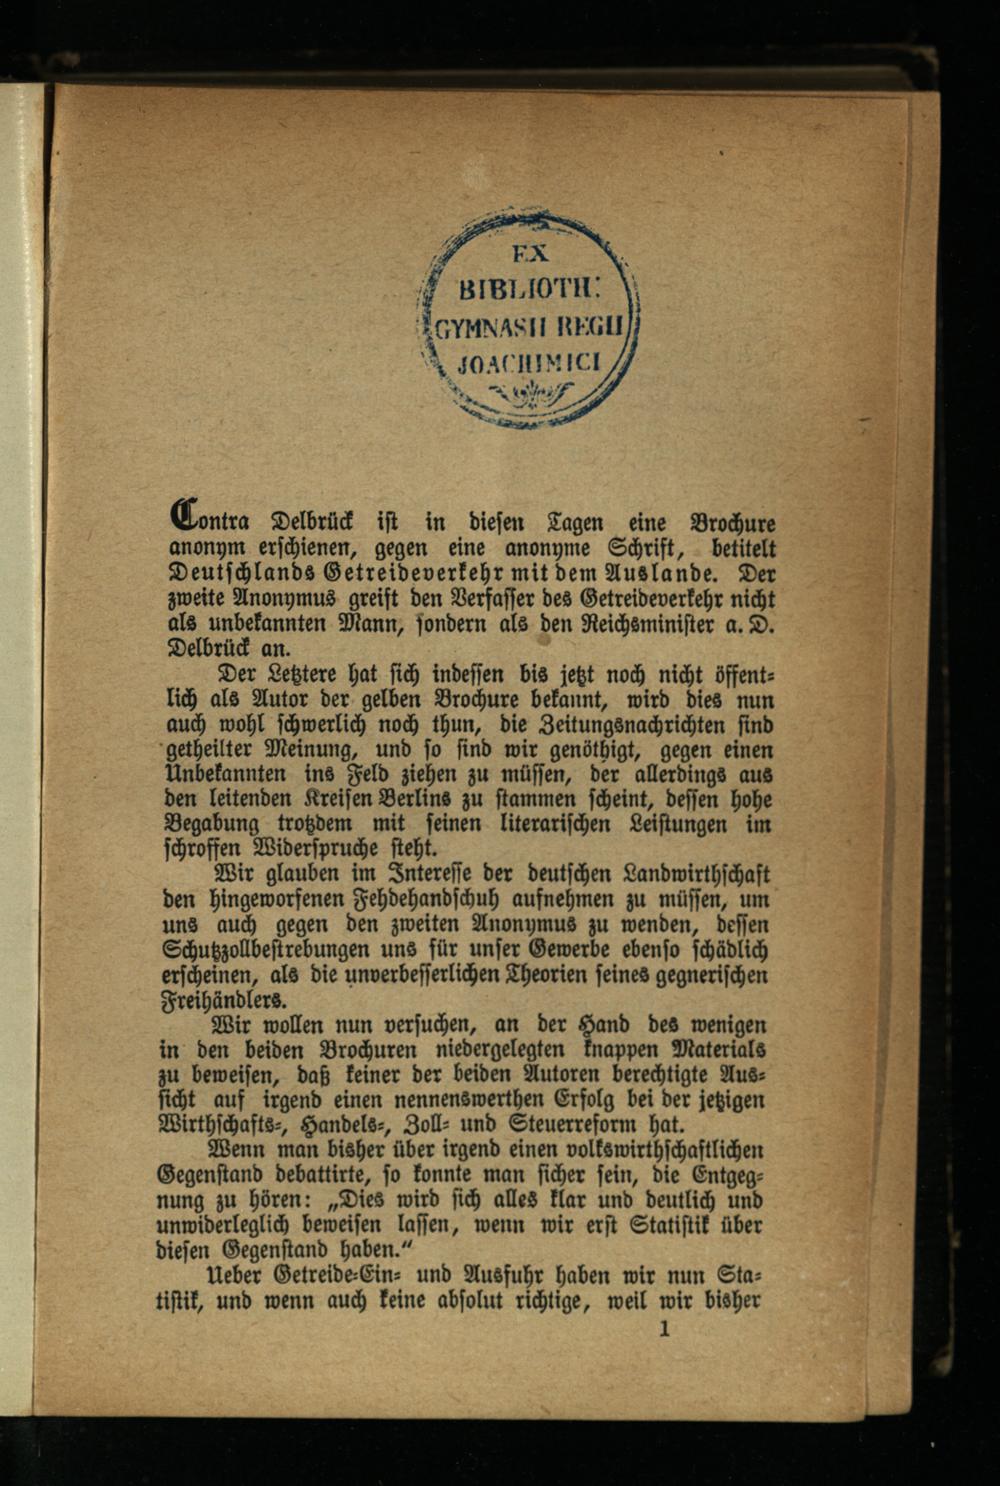 EX
BIBLIOTH:
GYMNASII REGII
JOACHIMICI
Contra Delbrück ist in diesen Tagen eine Brochure
anonym erschienen, gegen eine anonyme Schrift, betitelt
Deutschlands Getreideverkehr mit dem Auslande. Der
zweite Anonymus greift den Verfasser des Getreideverkehr nicht
als unbekannten Mann, sondern als den Reichsminister a. D.
Delbrück an.
Der Letztere hat sich indessen bis jetzt noch nicht öffent-
lich als Autor der gelben Brochure bekannt, wird dies nun
auch wohl schwerlich noch thun, die Zeitungsnachrichten sind
getheilter Meinung, und so sind wir genöthigt, gegen einen
Unbekannten ins Feld ziehen zu müssen, der allerdings aus
den leitenden Kreisen Berlins zu stammen scheint, dessen hohe
Begabung trotzdem mit seinen literarischen Leistungen im
schroffen Widerspruche steht.
Wir glauben im Interesse der deutschen Landwirthschaft
den hingeworfenen Fehdehandschuh aufnehmen zu müssen, um
uns auch gegen den zweiten Anonymus zu wenden, dessen
Schutzzollbestrebungen uns für unser Gewerbe ebenso schädlich
erscheinen, als die unverbesserlichen Theorien seines gegnerischen
Freihändlers.
Wir wollen nun versuchen, an der Hand des wenigen
in den beiden Brochuren niedergelegten knappen Materials
zu beweisen, daß keiner der beiden Autoren berechtigte Aus-
sicht auf irgend einen nennenswerthen Erfolg bei der jetzigen
Wirthschafts-, Handels-, Zoll- und Steuerreform hat.
Wenn man bisher über irgend einen volkswirthschaftlichen
Gegenstand debattirte, so konnte man sicher sein, die Entgeg-
nung zu hören: „Dies wird sich alles klar und deutlich und
unwiderleglich beweisen lassen, wenn wir erst Statistik über
diesen Gegenstand haben.“
Ueber Getreide-Ein- und Ausfuhr haben wir nun Sta-
tistik, und wenn auch keine absolut richtige, weil wir bisher
1